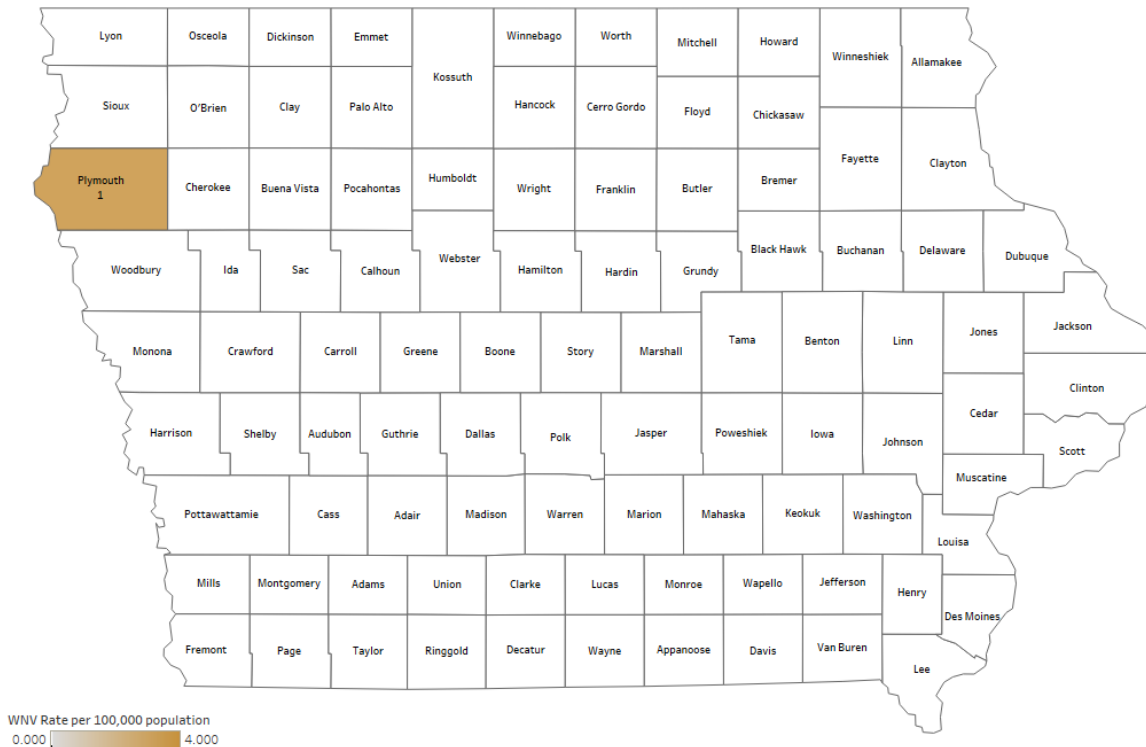 Lyon
Osceola
Dickinson
Emmet
Kossuth
Winnebago
Worth
Mitchell
Howard
Winneshiek
Allamakee
Sioux
O'Brien
Clay
Palo Alto
Hancock
Cerro Gordo
Floyd
Chickasaw
Fayette
Clayton
Plymouth
1
Cherokee
Buena Vista
Pocahontas
Humboldt
Wright
Franklin
Butler
Bremer
Woodbury
Ida
Sac
Calhoun
Webster
Hamilton
Hardin
Grundy
Black Hawk
Buchanan
Delaware
Dubuque
Monona
Crawford
Carroll
Greene
Boone
Story
Marshall
Tama
Benton
Linn
Jones
Jackson
Clinton
Cedar
Harrison
Shelby
Audubon
Guthrie
Dallas
Polk
Jasper
Poweshiek
Iowa
Johnson
Scott
Muscatine
Pottawattamie
Cass
Adair
Madison
Warren
Marion
Mahaska
Keokuk
Washington
Louisa
Mills
Montgomery
Adams
Union
Clarke
Lucas
Monroe
Wapello
Jefferson
Henry
Des Moines
Fremont
Page
Taylor
Ringgold
Decatur
Wayne
Appanoose
Davis
Van Buren
Lee
WNV Rate per 100,000 population
0.000 4.000